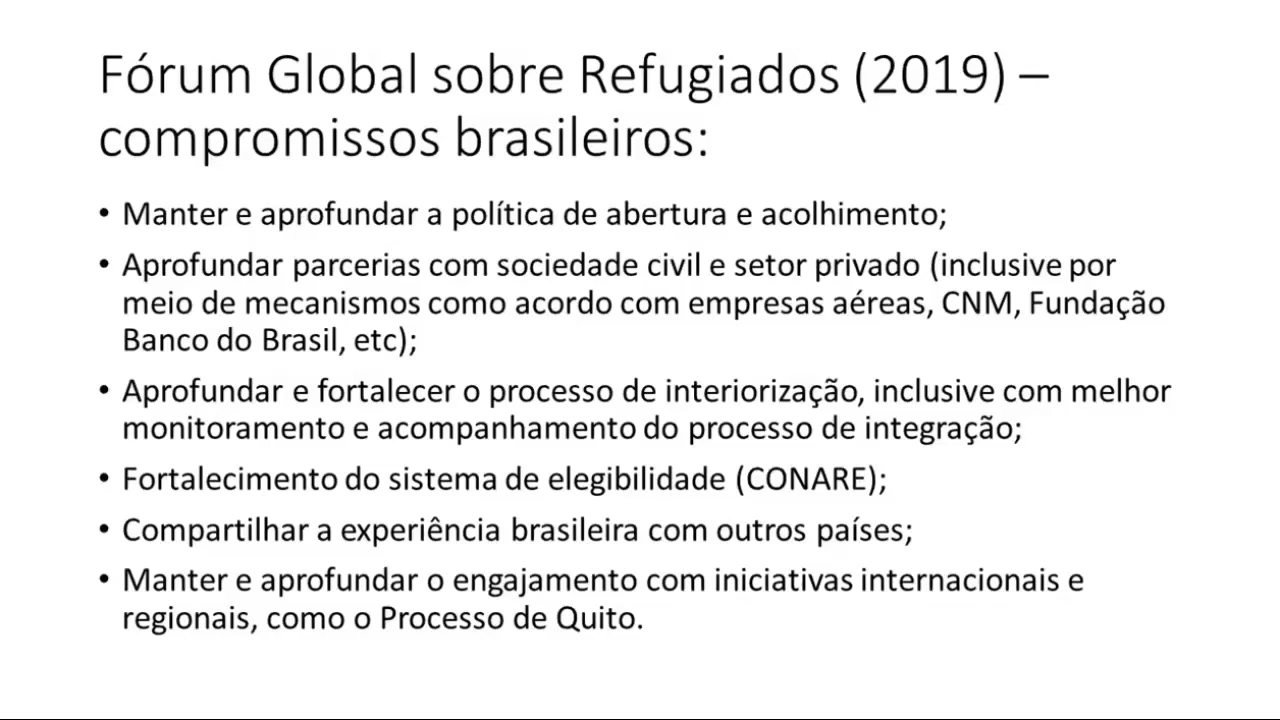 Fórum Global sobre Refugiados (2019) –
compromissos brasileiros:
• Manter e aprofundar a política de abertura e acolhimento;
• Aprofundar parcerias com sociedade civil e setor privado (inclusive por
meio de mecanismos como acordo com empresas aéreas, CNM, Fundação
Banco do Brasil, etc);
• Aprofundar e fortalecer o processo de interiorização, inclusive com melhor
monitoramento e acompanhamento do processo de integração;
• Fortalecimento do sistema de elegibilidade (CONARE);
• Compartilhar a experiência brasileira com outros países;
• Manter e aprofundar o engajamento com iniciativas internacionais e
regionais, como o Processo de Quito.